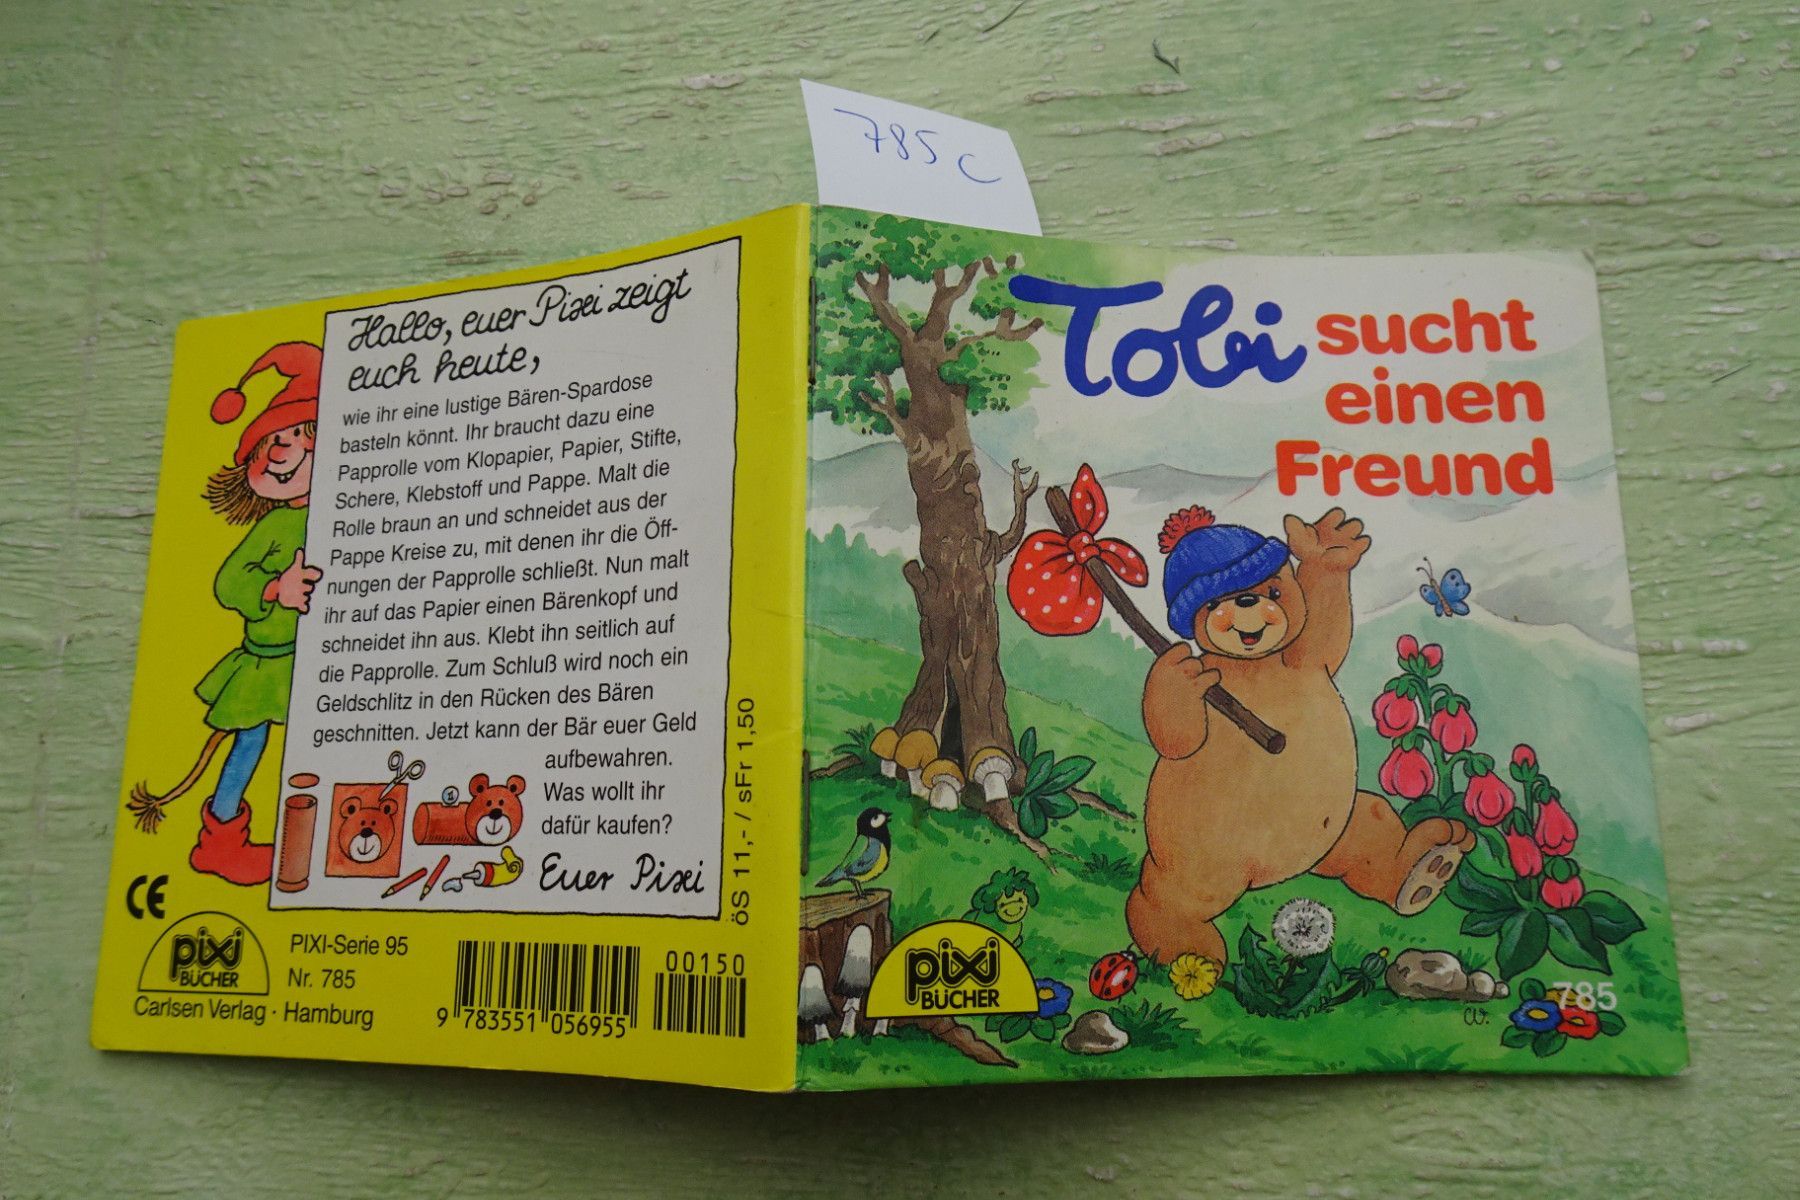 785 C
Hallo, euer Pixi zeigt
euch heute,
wie ihr eine lustige Bären-Spardose
basteln könnt. Ihr braucht dazu eine
Papprolle vom Klopapier, Papier, Stifte,
Schere, Klebstoff und Pappe. Malt die
Rolle braun an und schneidet aus der
Pappe Kreise zu, mit denen ihr die Öff-
nungen der Papprolle schließt. Nun malt
ihr auf das Papier einen Bärenkopf und
schneidet ihn aus. Klebt ihn seitlich auf
die Papprolle. Zum Schluß wird noch ein
Geldschlitz in den Rücken des Bären
geschnitten. Jetzt kann der Bär euer Geld
aufbewahren.
Was wollt ihr
dafür kaufen?
Euer Pixi
öS 11,- / sFr 1,50
CE
pixi
BÜCHER
PIXI-Serie 95
Nr. 785
Carlsen Verlag · Hamburg
00150
9 783551 056955
Tobi sucht
einen
Freund
pixi
BÜCHER
785